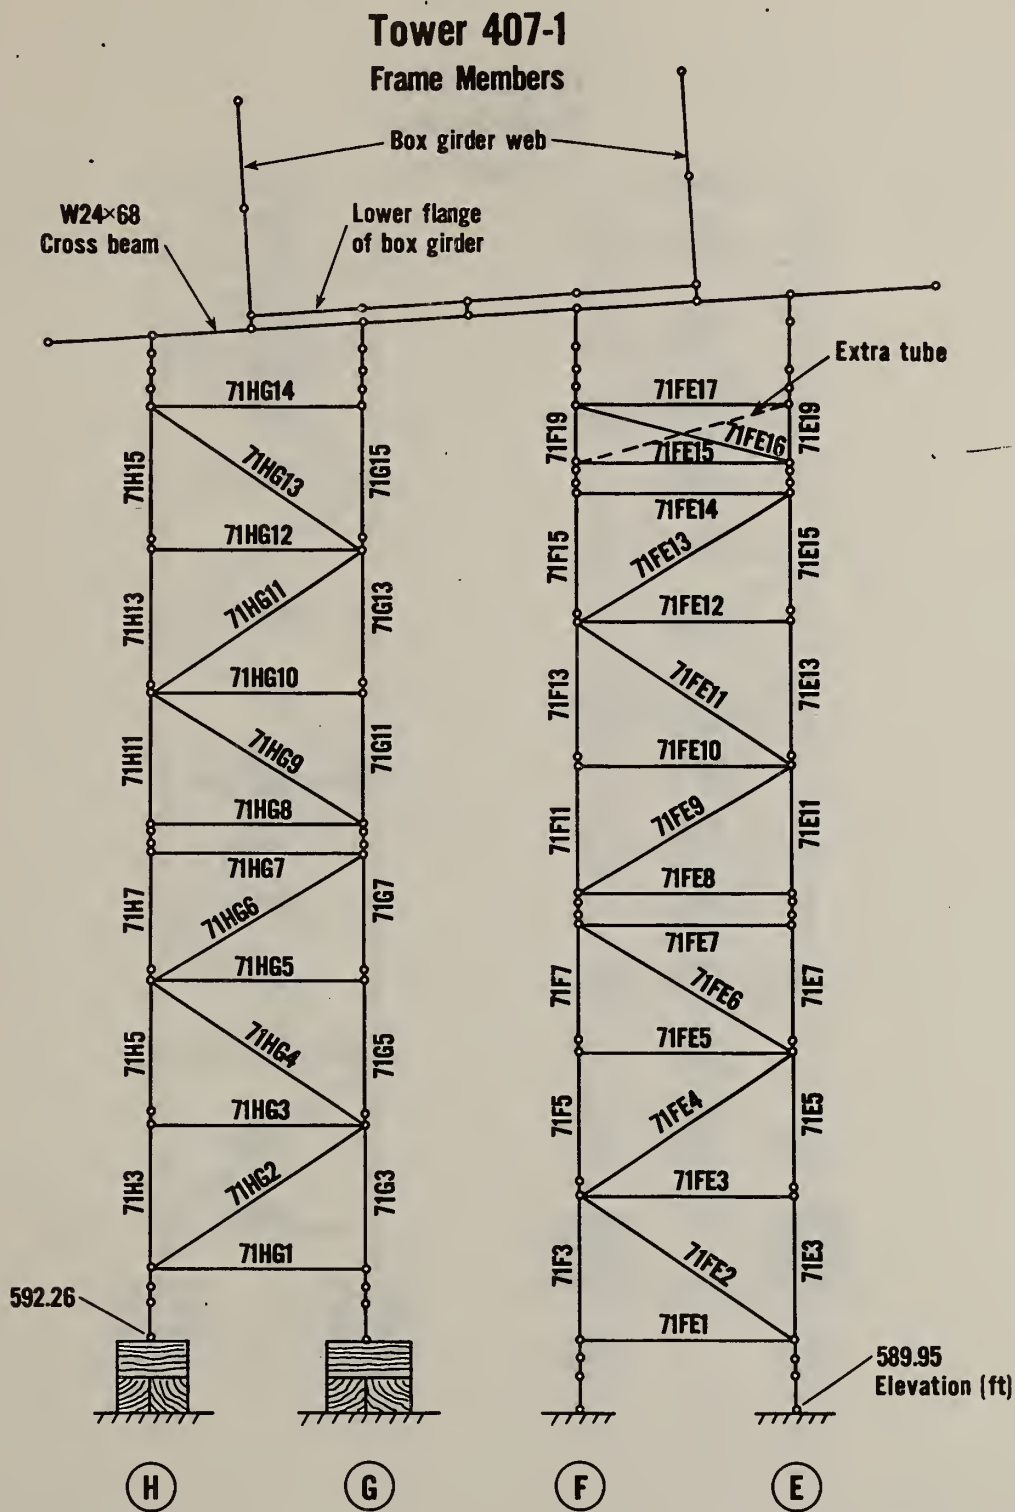 Tower 407-1
Frame Members
Box girder web
W24×68
Cross beam
Lower flange
of box girder
Extra tube
71HG14
71FE17
71F19
71FE16
71E19
71FE15
71H15
71HG13
71G15
71FE14
71HG12
71F15
71FE13
71E15
71H13
71HG11
71G13
71FE12
71HG10
71F13
71FE11
71E13
71H11
71HG9
71G11
71FE10
71HG8
71F11
71FE9
71E11
71HG7
71FE8
71H7
71HG6
71G7
71FE7
71HG5
71F7
71FE6
71E7
71H5
71HG4
71G5
71FE5
71HG3
71F5
71FE4
71E5
71H3
71HG2
71G3
71FE3
71HG1
71F3
71FE2
71E3
592.26
71FE1
589.95
Elevation (ft)
H G F E